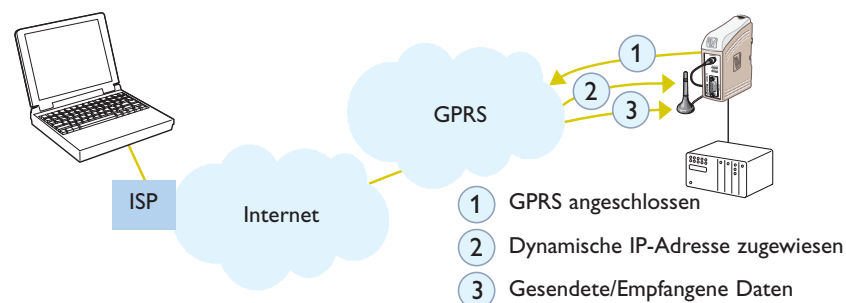 1
2
3
GPRS
ISP
Internet
1 GPRS angeschlossen
2 Dynamische IP-Adresse zugewiesen
3 Gesendete/Empfangene Daten